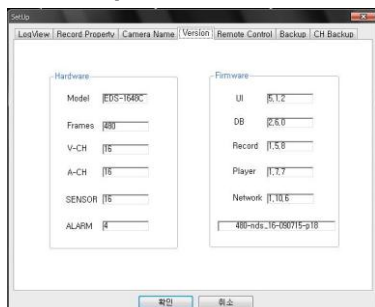 SetUp
LogView Record Property Camera Name Version Remote Control Backup CH Backup
Hardware
Model EDS-1648C
Frames 480
V-CH 16
A-CH 16
SENSOR 16
ALARM 4
Firmware
UI 5,1,2
DB 2,6,0
Record 1,5,8
Player 1,7,7
Network 1,10,6
480-nds_16-090715-p18
확인 취소